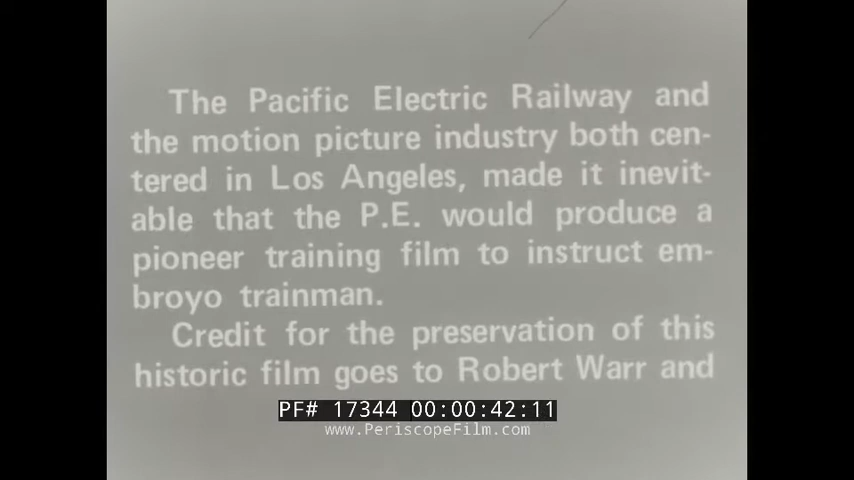 The Pacific Electric Railway and
the motion picture industry both cen-
tered in Los Angeles, made it inevit-
able that the P.E. would produce a
pioneer training film to instruct em-
broyo trainman.
Credit for the preservation of this
historic film goes to Robert Warr and
PF# 17344 00:00:42:11
www.PeriscopeFilm.com